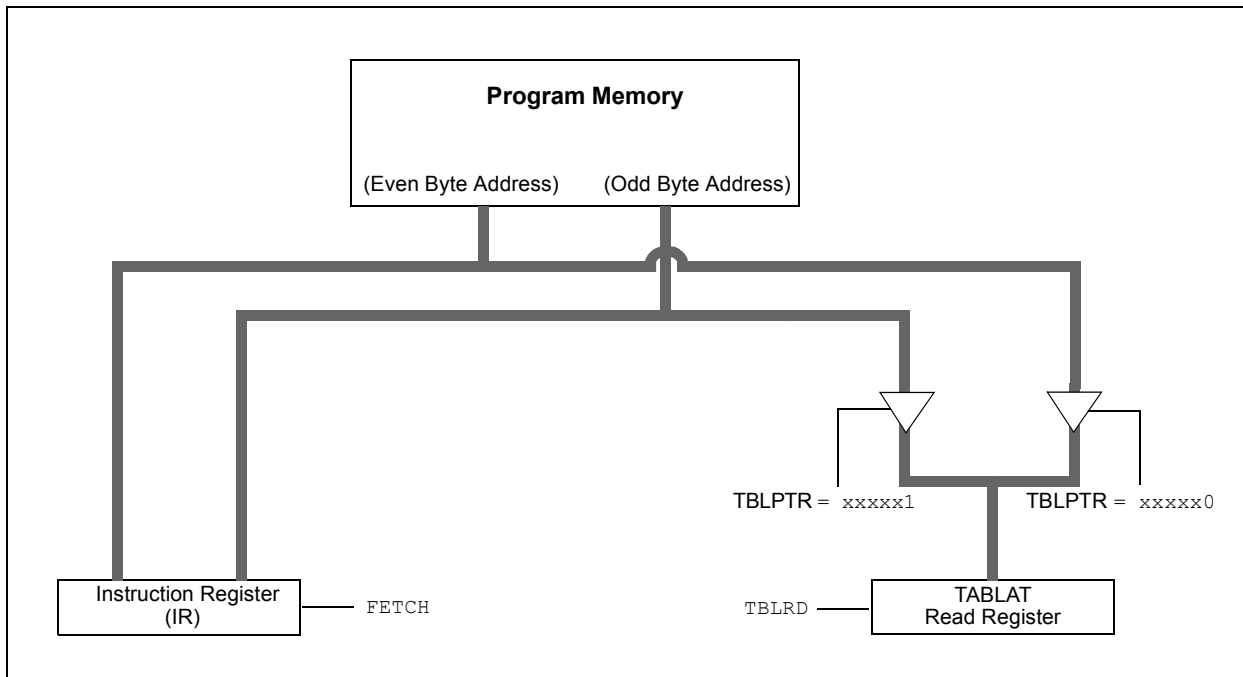 Program Memory
(Even Byte Address) (Odd Byte Address)
TBLPTR = xxxxx1 TBLPTR = xxxxx0
Instruction Register
(IR)
FETCH
TBLRD
TABLAT
Read Register